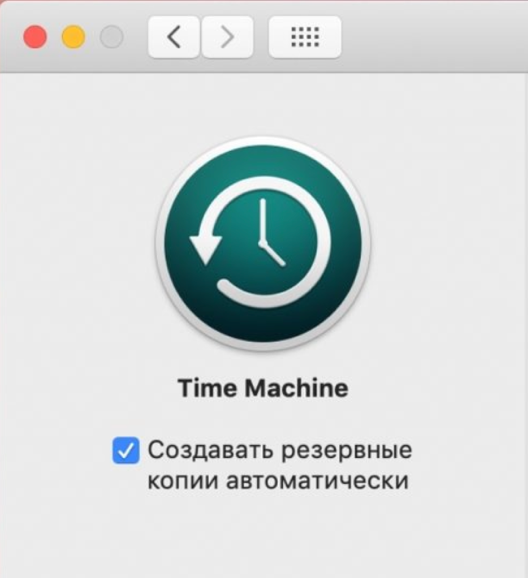 Time Machine
Создавать резервные
копии автоматически